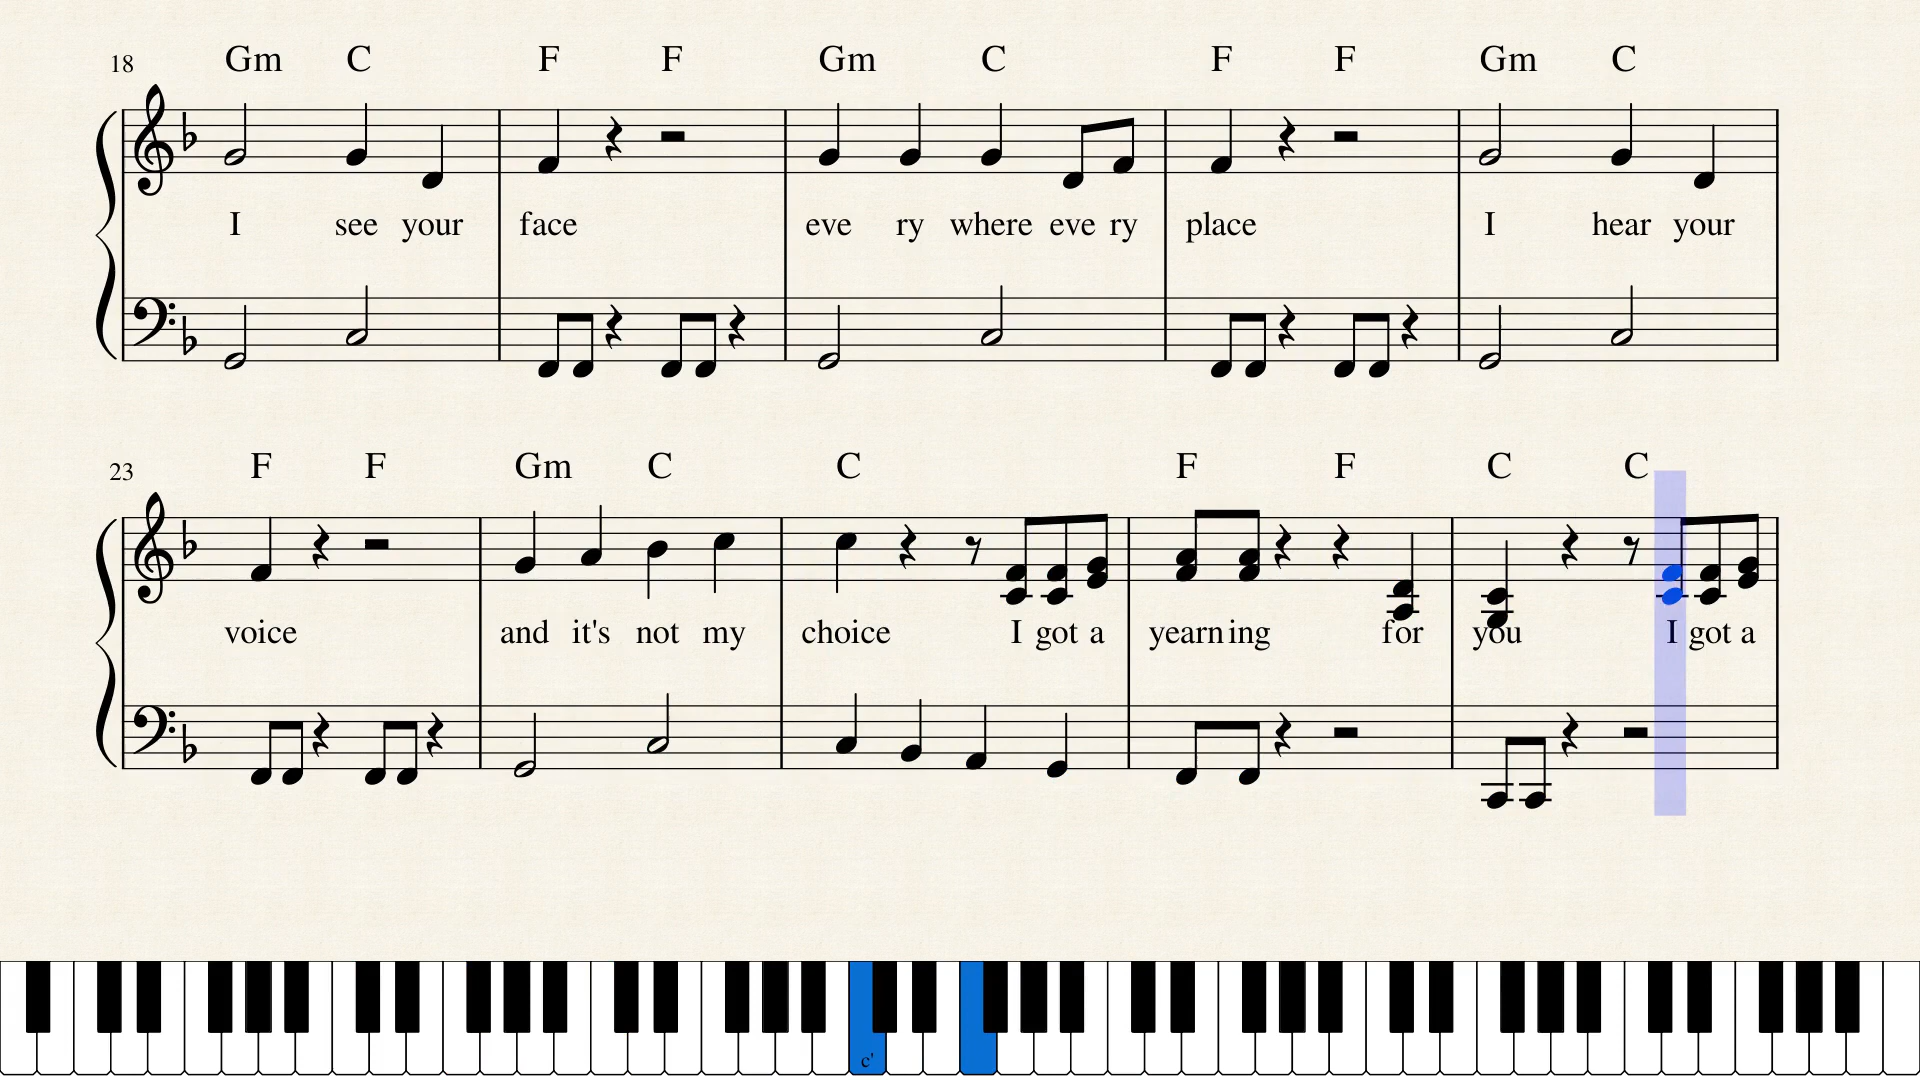 18 Gm C F F Gm C F F Gm C
I see your face eve ry where eve ry place I hear your
23 F F Gm C C F F C C
voice and it's not my choice I got a yearn ing for you I got a
c'